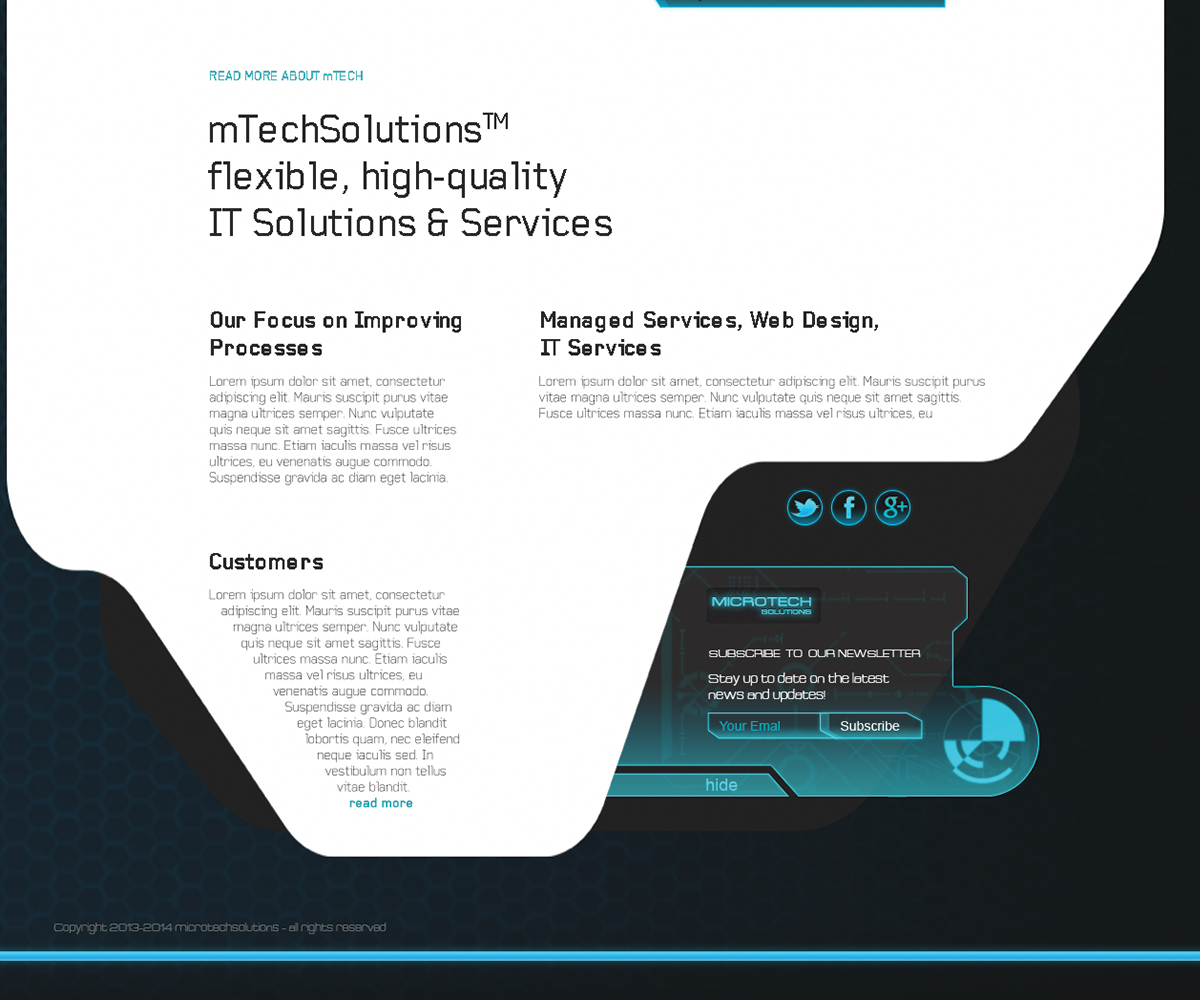 READ MORE ABOUT mTECH
mTechSolutions™
flexible, high-quality
IT Solutions & Services
Our Focus on Improving
Processes
Lorem ipsum dolor sit amet, consectetur
adipiscing elit. Mauris suscipit purus vitae
magna ultrices semper. Nunc vulputate
quis neque sit amet sagittis. Fusce ultrices
massa nunc. Etiam iaculis massa vel risus
ultrices, eu venenatis augue commodo.
Suspendisse gravida ac diam eget lacinia.
Managed Services, Web Design,
IT Services
Lorem ipsum dolor sit amet, consectetur adipiscing elit. Mauris suscipit purus
vitae magna ultrices semper. Nunc vulputate quis neque sit amet sagittis.
Fusce ultrices massa nunc. Etiam iaculis massa vel risus ultrices, eu
Customers
Lorem ipsum dolor sit amet, consectetur
adipiscing elit. Mauris suscipit purus vitae
magna ultrices semper. Nunc vulputate
quis neque sit amet sagittis. Fusce
ultrices massa nunc. Etiam iaculis
massa vel risus ultrices, eu
venenatis augue commodo.
Suspendisse gravida ac diam
eget lacinia. Donec blandit
lobortis quam, nec eleifend
neque iaculis sed. In
vestibulum non tellus
vitae blandit.
read more
f
g+
MICROTECH
SOLUTIONS
SUBSCRIBE TO OUR NEWSLETTER
Stay up to date on the latest
news and updates!
Your Emal
Subscribe
hide
Copyright 2013-2014 microtechsolutions - all rights reserved